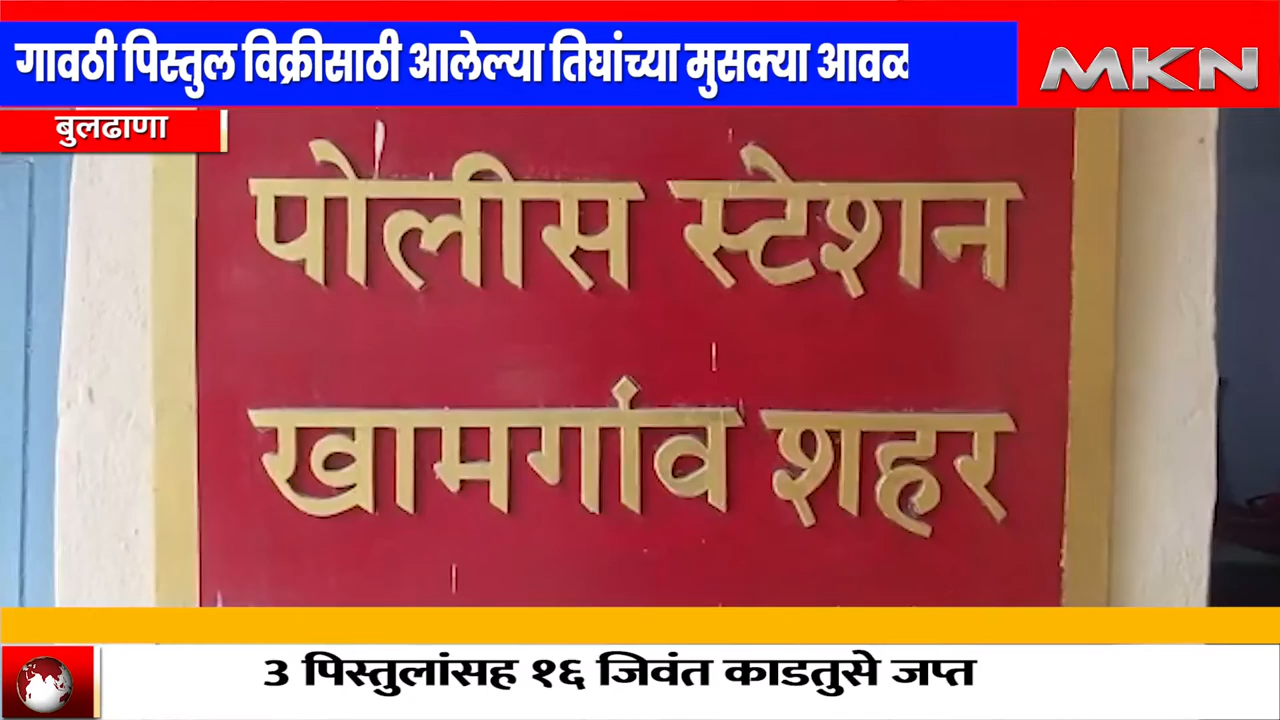 गावठी पिस्तुल विक्रीसाठी आलेल्या तिघांच्या मुसक्या आवळ
MKN
बुलढाणा
पोलीस स्टेशन
खामगांव शहर
3 पिस्तुलांसह १६ जिवंत काडतुसे जप्त